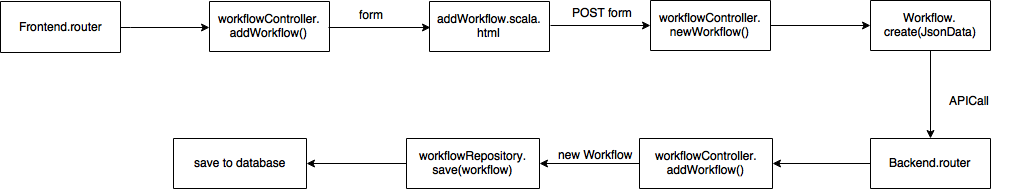 Frontend.router
workflowController.
addWorkflow()
form
addWorkflow.scala.
html
POST form
workflowController.
newWorkflow()
Workflow.
create(JsonData)
APICall
Backend.router
workflowController.
addWorkflow()
new Workflow
workflowRepository.
save(workflow)
save to database